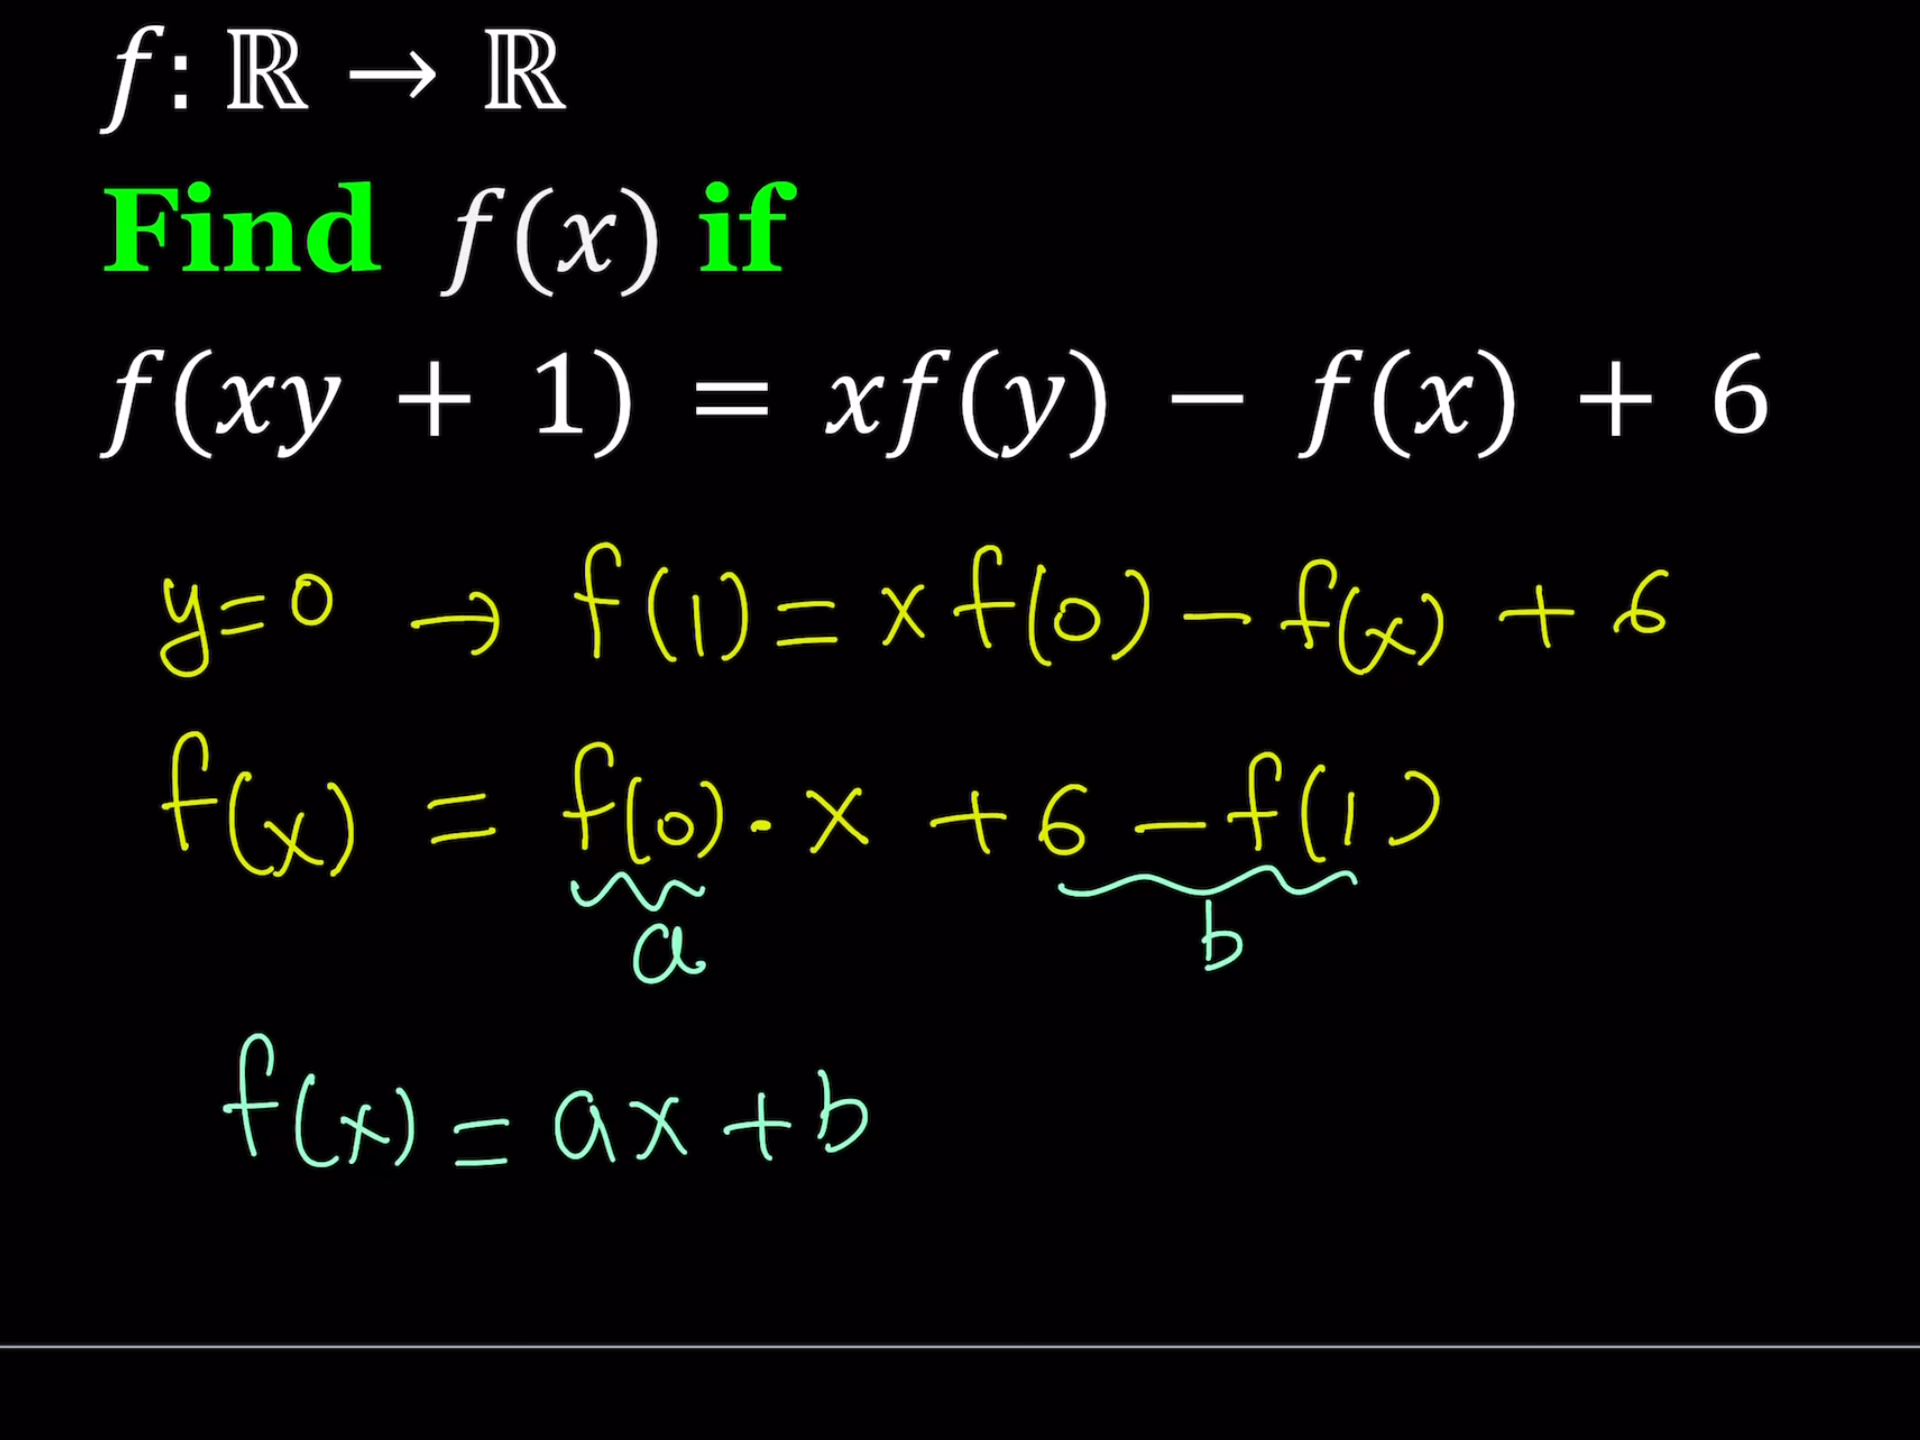 f: ℝ → ℝ
Find f(x) if
f(xy + 1) = xf(y) − f(x) + 6
y=0 → f(1) = x f(0) − f(x) + 6
f(x) = f(0) · x + 6 − f(1)
a b
f(x) = ax + b